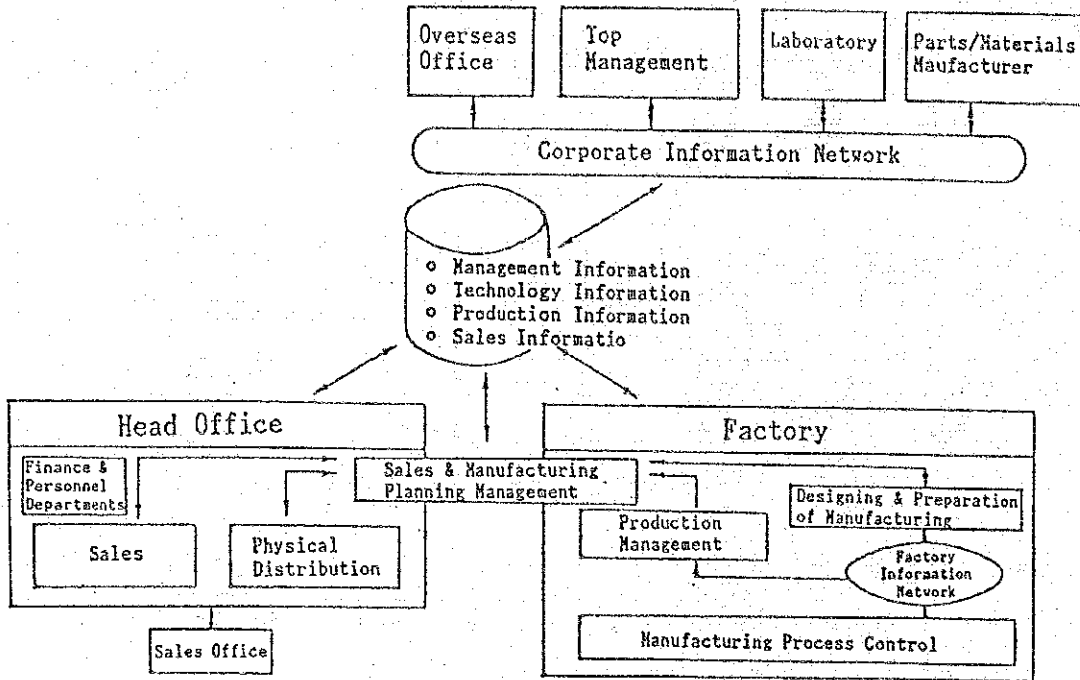 Overseas
Office
Top
Management
Laboratory
Parts/Materials
Maufacturer
Corporate Information Network
o Management Information
o Technology Information
o Production Information
o Sales Informatio
Head Office
Finance &
Personnel
Departments
Sales
Physical
Distribution
Sales Office
Sales & Manufacturing
Planning Management
Factory
Designing & Preparation
of Manufacturing
Production
Management
Factory
Information
Network
Manufacturing Process Control